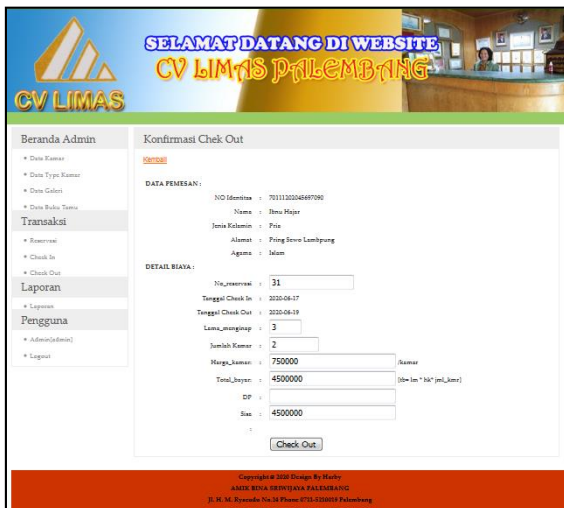 SELAMAT DATANG DI WEBSITE
CV LIMAS PALEMBANG
CV LIMAS
Beranda Admin
Data Kamar
Data Type Kamar
Data Galeri
Data Buku Tamu
Transaksi
Reservasi
Check In
Check Out
Laporan
Laporan
Pengguna
Admin[admin]
Logout
Konfirmasi Chek Out
Kembali
DATA PEMESAN :
NO Identitas : 70111202045697090
Nama : Ibnu Hajar
Jenis Kelamin : Pria
Alamat : Pring Sewo Lambpung
Agama : Islam
DETAIL BIAYA :
No_reservasi : 31
Tanggal Check In : 2020-06-17
Tanggal Check Out : 2020-06-19
Lama_menginap : 3
Jumlah Kamar : 2
Harga_kamar: : 750000 /kamar
Total_bayar: : 4500000 [tb= lm * hk* jml_kmr]
DP :
Sisa : 4500000
:
Check Out
Copyright @ 2020 Design By Harby
AMIK BINA SRIWIJAYA PALEMBANG
Jl. H. M. Ryacudu No.24 Phone 0711-5210019 Palembang